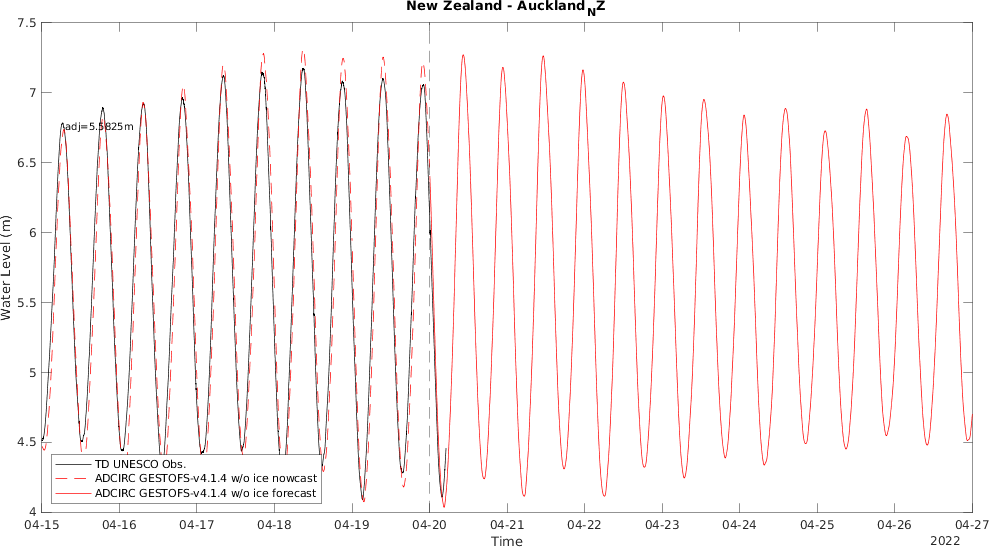 New Zealand - Auckland_NZ
7.5
7
6.5
6
5.5
5
4.5
4
Water Level (m)
adj=5.5825m
TD UNESCO Obs.
ADCIRC GESTOFS-v4.1.4 w/o ice nowcast
ADCIRC GESTOFS-v4.1.4 w/o ice forecast
04-15 04-16 04-17 04-18 04-19 04-20 04-21 04-22 04-23 04-24 04-25 04-26 04-27
Time
2022